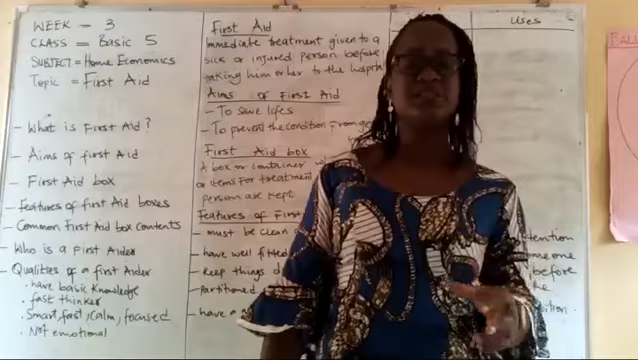 WEEK = 3
CLASS = Basic 5
SUBJECT = Home Economics
Topic = First Aid
- What is First Aid?
- Aims of first Aid
- First Aid box
- Features of first Aid boxes
- Common First Aid box Contents
- Who is a First Aider
- Qualities of a first Aider
• have basic knowledge
• fast thinker
• Smart, fast, Calm, focused
• Not emotional
First Aid
Immediate treatment given to a
sick or injured person before
taking him or her to the hospital
Aims of First Aid
- To save lifes
- To prevent the condition from
First Aid box
A box or container
or items for treatment
person are kept
Features of First
- must be clean
- have well fitted
- Keep things
- Partitioned
- have
Uses
before
BALL